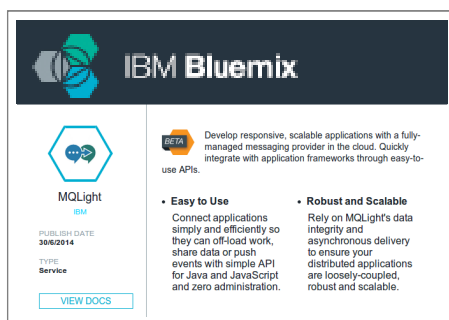 IBM Bluemix
MQLight
IBM
PUBLISH DATE
30/6/2014
TYPE
Service
VIEW DOCS
BETA
Develop responsive, scalable applications with a fully-
managed messaging provider in the cloud. Quickly
integrate with application frameworks through easy-to-
use APIs.
• Easy to Use
Connect applications
simply and efficiently so
they can off-load work,
share data or push
events with simple API
for Java and JavaScript
and zero administration.
• Robust and Scalable
Rely on MQLight's data
integrity and
asynchronous delivery
to ensure your
distributed applications
are loosely-coupled,
robust and scalable.